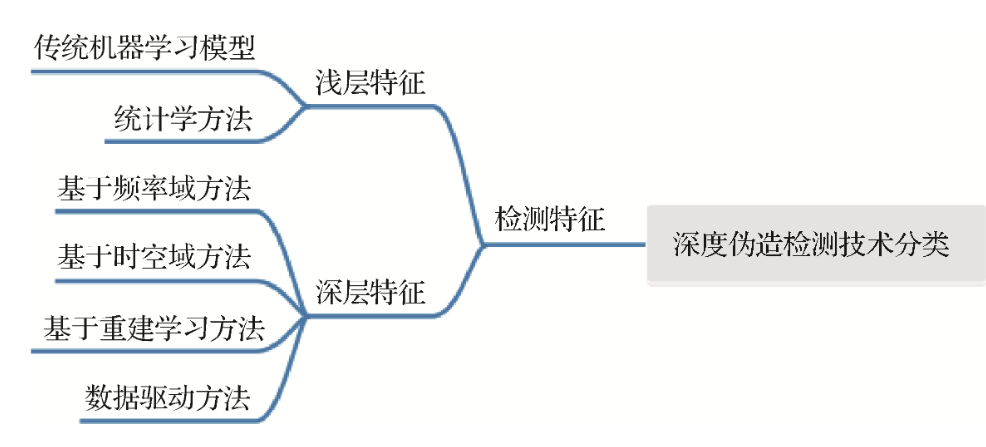 传统机器学习模型
浅层特征
统计学方法
基于频率域方法
检测特征
深度伪造检测技术分类
基于时空域方法
深层特征
基于重建学习方法
数据驱动方法